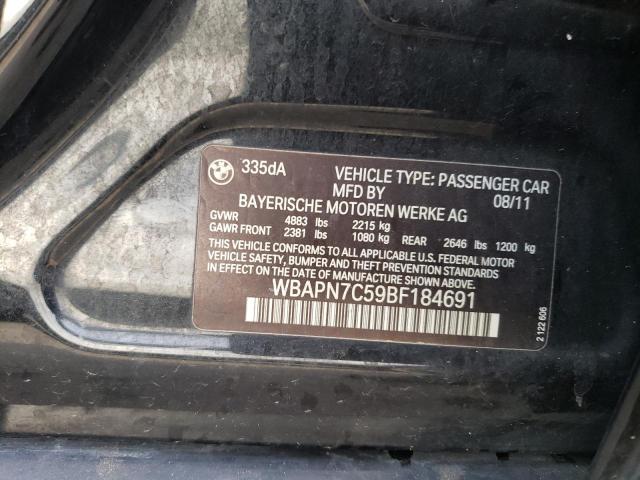 335dA VEHICLE TYPE: PASSENGER CAR
MFD BY 08/11
BAYERISCHE MOTOREN WERKE AG
GVWR 4883 lbs 2215 kg
GAWR FRONT 2381 lbs 1080 kg REAR 2646 lbs 1200 kg
THIS VEHICLE CONFORMS TO ALL APPLICABLE U.S. FEDERAL MOTOR
VEHICLE SAFETY, BUMPER AND THEFT PREVENTION STANDARDS
IN EFFECT ON THE DATE OF MANUFACTURE SHOWN ABOVE.
WBAPN7C59BF184691
2 122 606